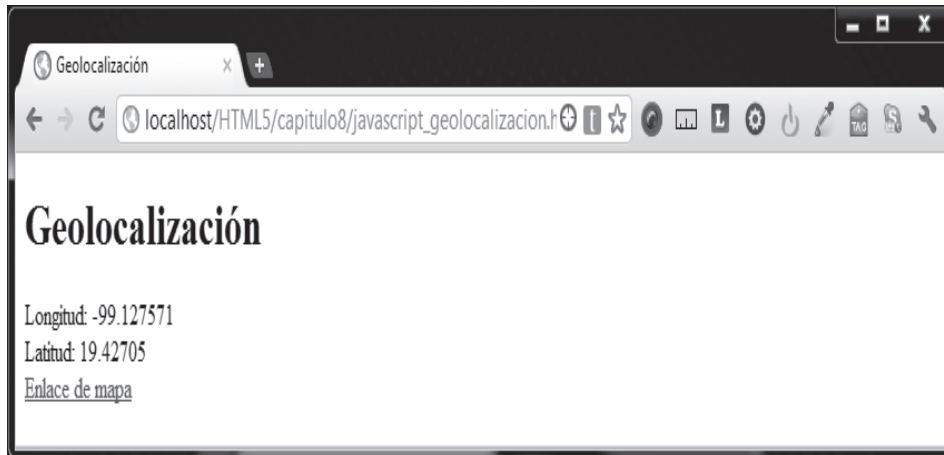 Geolocalización
localhost/HTML5/capitulo8/javascript_geolocalizacion.h
Geolocalización
Longitud: -99.127571
Latitud: 19.42705
Enlace de mapa